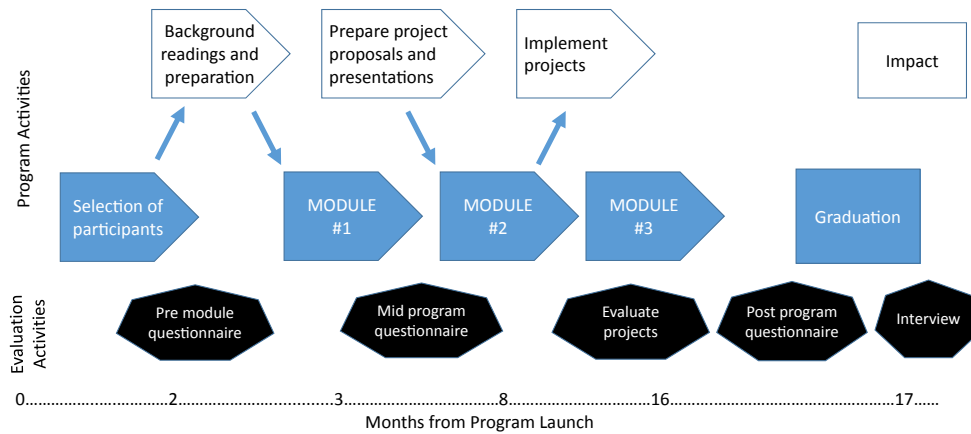 Program Activities
Background
readings and
preparation
Prepare project
proposals and
presentations
Implement
projects
Impact
Selection of
participants
MODULE
#1
MODULE
#2
MODULE
#3
Graduation
Evaluation
Activities
Pre module
questionnaire
Mid program
questionnaire
Evaluate
projects
Post program
questionnaire
Interview
0......................2......................3......................8......................16......................17......
Months from Program Launch